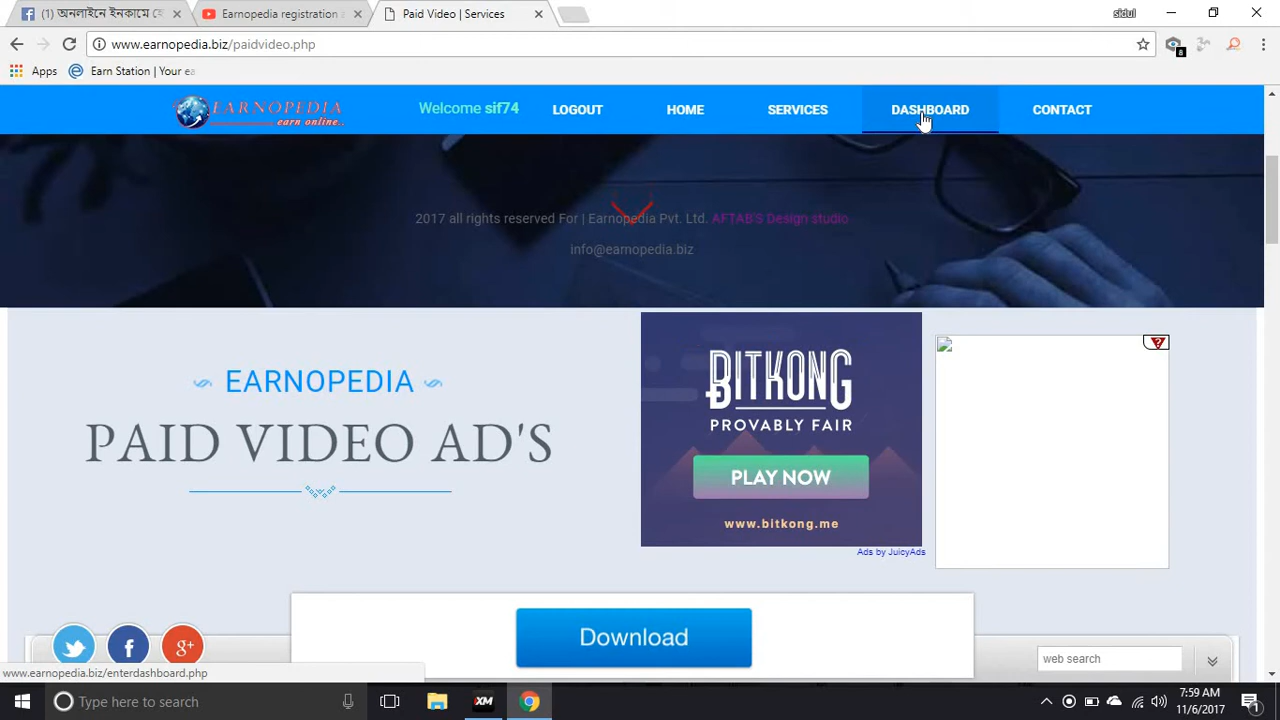 (1) অনলাইনে ইনকামে হে
Earnopedia registration a
Paid Video | Services
sidul
www.earnopedia.biz/paidvideo.php
8
Apps
Earn Station | Your ea
EARNOPEDIA
earn online..
Welcome sif74
LOGOUT
HOME
SERVICES
DASHBOARD
CONTACT
2017 all rights reserved For | Earnopedia Pvt. Ltd. AFTAB'S Design studio
info@earnopedia.biz
EARNOPEDIA
PAID VIDEO AD'S
BITKONG
PROVABLY FAIR
PLAY NOW
www.bitkong.me
Ads by JuicyAds
?
Download
web search
www.earnopedia.biz/enterdashboard.php
Type here to search
XM
7:59 AM
11/6/2017
1